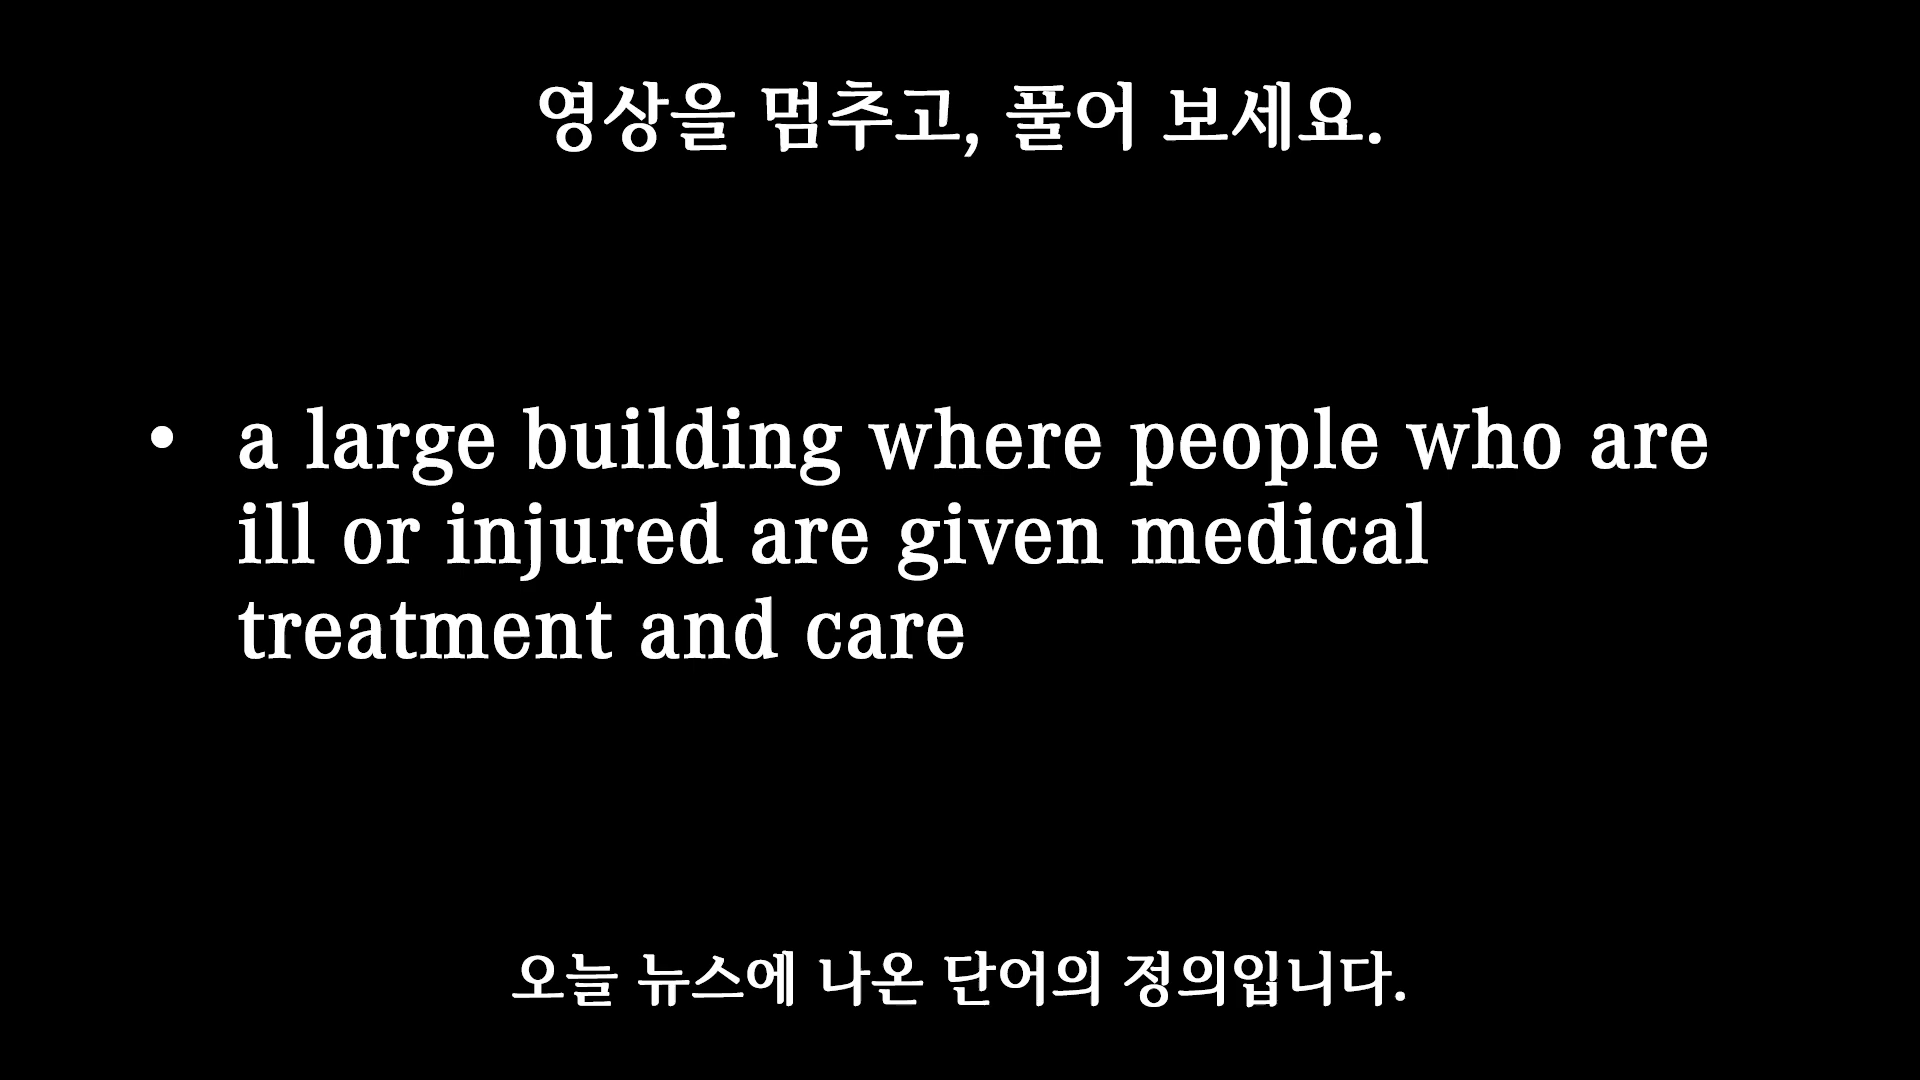 영상을 멈추고, 풀어 보세요.
• a large building where people who are
ill or injured are given medical
treatment and care
오늘 뉴스에 나온 단어의 정의입니다.